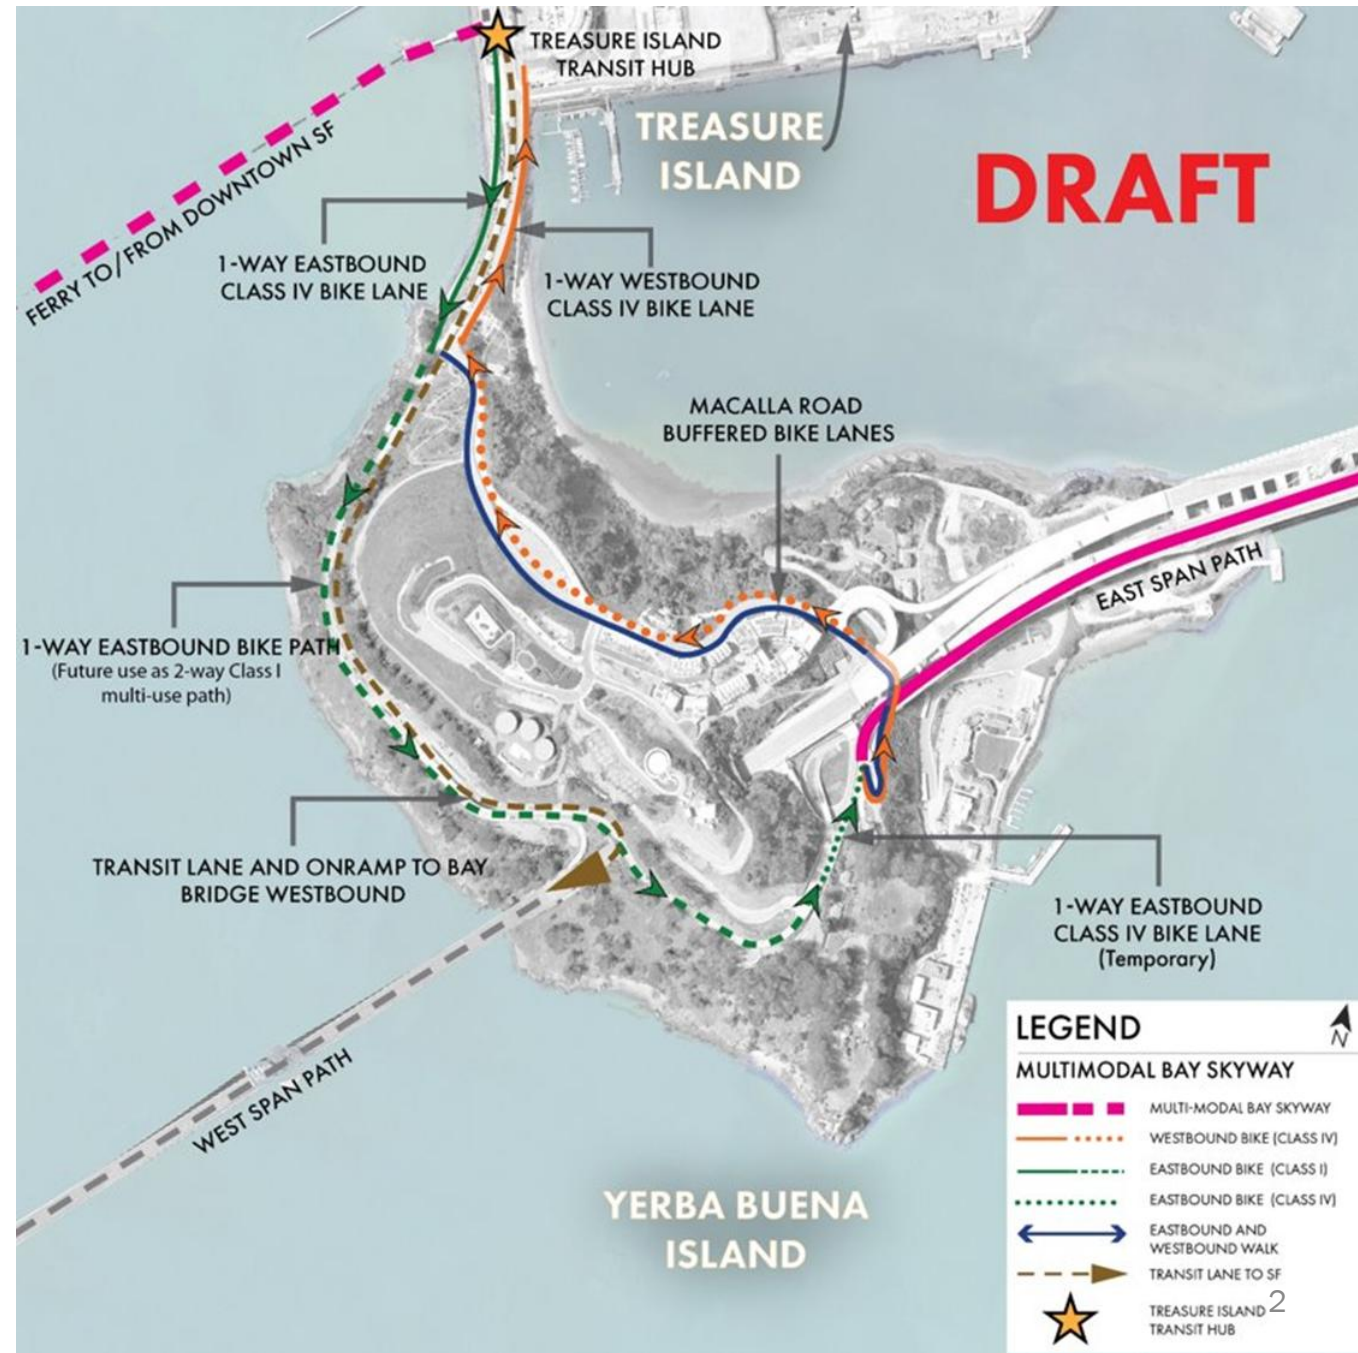 TREASURE ISLAND
TRANSIT HUB
TREASURE
ISLAND
DRAFT
FERRY TO/FROM DOWNTOWN SF
1-WAY EASTBOUND
CLASS IV BIKE LANE
1-WAY WESTBOUND
CLASS IV BIKE LANE
MACALLA ROAD
BUFFERED BIKE LANES
EAST SPAN PATH
1-WAY EASTBOUND BIKE PATH
(Future use as 2-way Class I
multi-use path)
TRANSIT LANE AND ONRAMP TO BAY
BRIDGE WESTBOUND
1-WAY EASTBOUND
CLASS IV BIKE LANE
(Temporary)
WEST SPAN PATH
YERBA BUENA
ISLAND
LEGEND
N
MULTIMODAL BAY SKYWAY
MULTI-MODAL BAY SKYWAY
WESTBOUND BIKE (CLASS IV)
EASTBOUND BIKE (CLASS I)
EASTBOUND BIKE (CLASS IV)
EASTBOUND AND
WESTBOUND WALK
TRANSIT LANE TO SF
TREASURE ISLAND
TRANSIT HUB
2